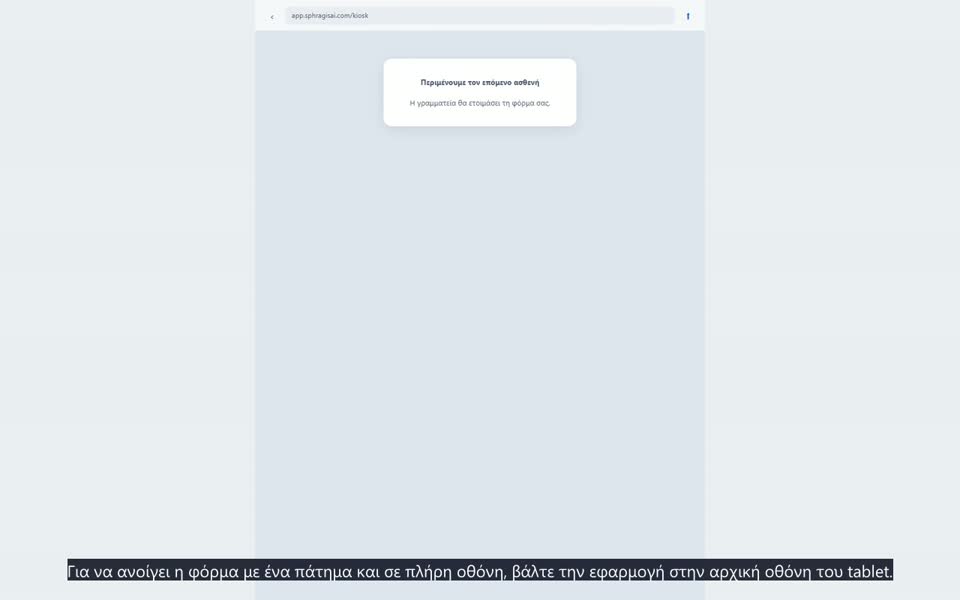 app.sphragisai.com/kiosk
Περιμένουμε τον επόμενο ασθενή
Η γραμματεία θα ετοιμάσει τη φόρμα σας.
Για να ανοίγει η φόρμα με ένα πάτημα και σε πλήρη οθόνη, βάλτε την εφαρμογή στην αρχική οθόνη του tablet.